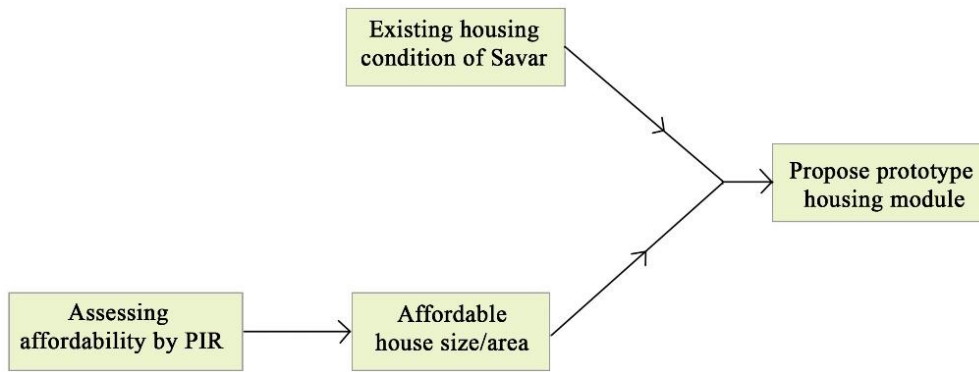 Existing housing
condition of Savar
Propose prototype
housing module
Assessing
affordability by PIR
Affordable
house size/area